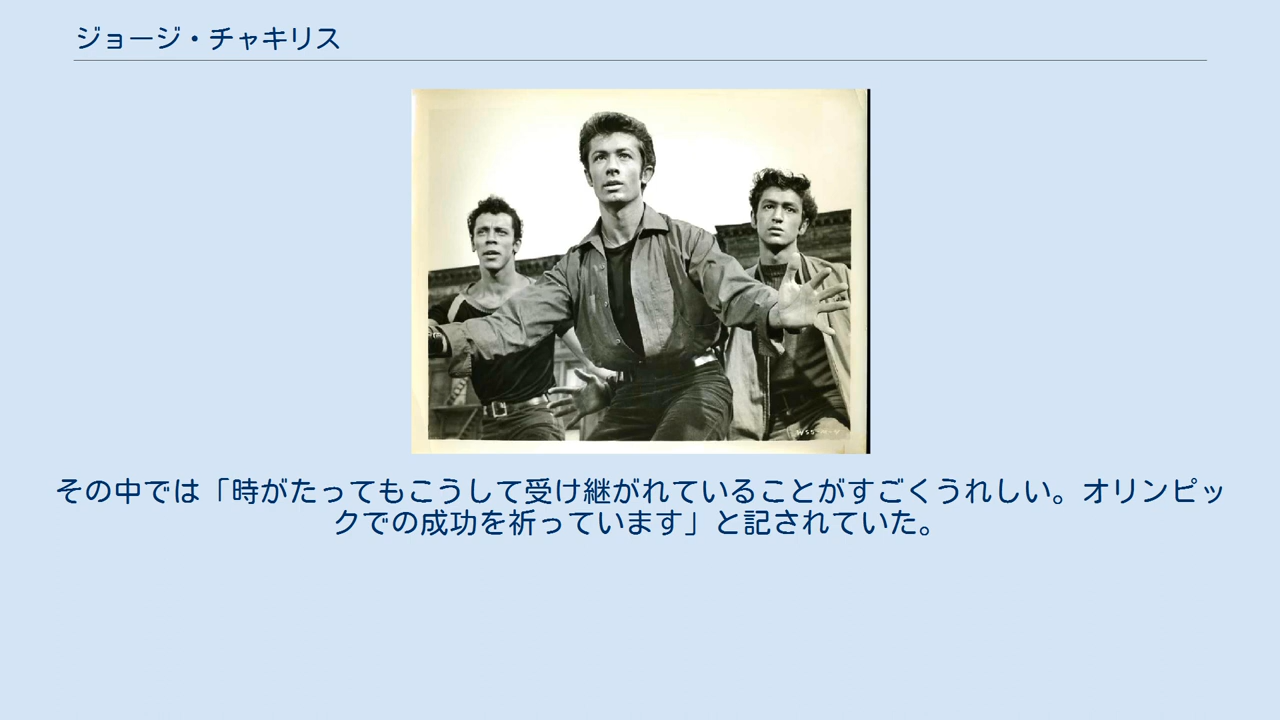 ジョージ・チャキリス
その中では「時がたってもこうして受け継がれていることがすごくうれしい。オリンピッ
クでの成功を祈っています」と記されていた。